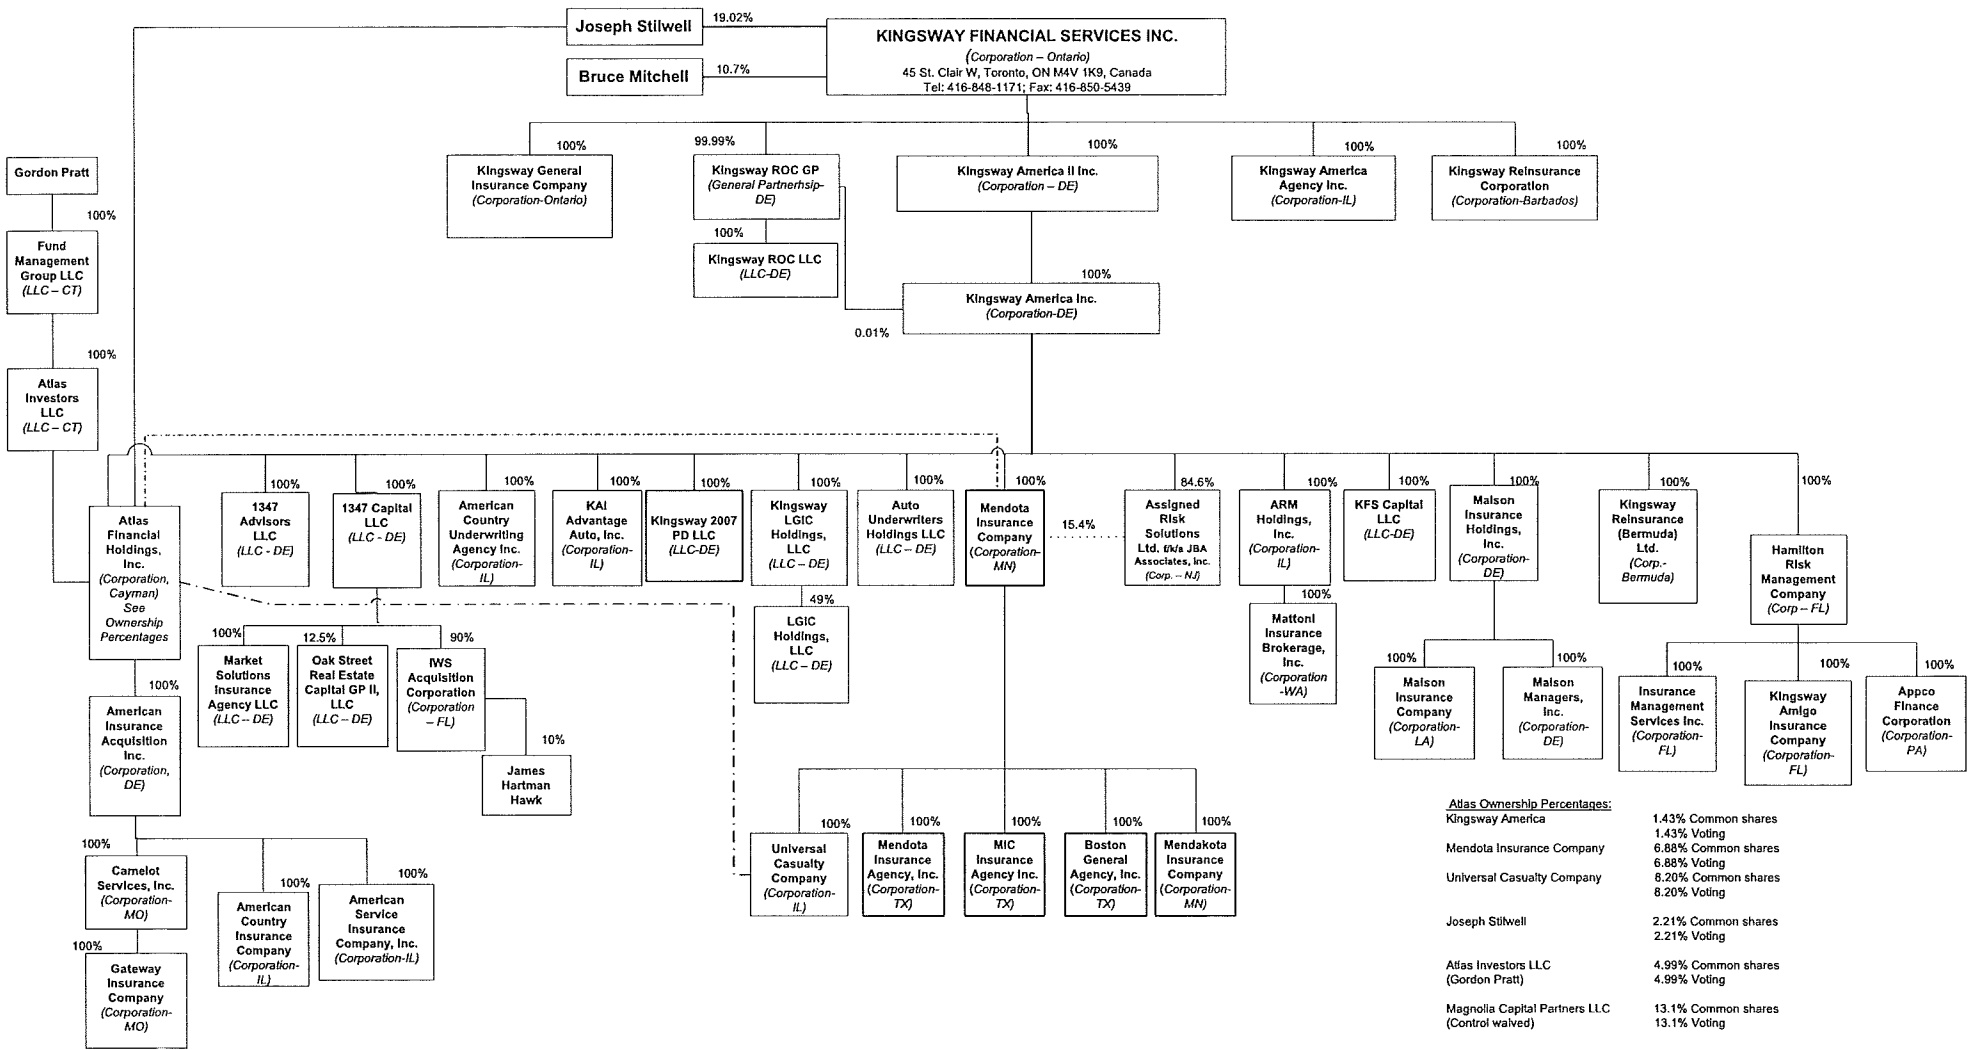 Joseph Stilwell
19.02%
KINGSWAY FINANCIAL SERVICES INC.
(Corporation – Ontario)
45 St. Clair W, Toronto, ON M4V 1K9, Canada
Tel: 416-848-1171; Fax: 416-850-5439
Bruce Mitchell
10.7%
100%
Kingsway General
Insurance Company
(Corporation-Ontario)
99.99%
Kingsway ROC GP
(General Partnerhsip-
DE)
100%
Kingsway America II Inc.
(Corporation – DE)
100%
Kingsway America
Agency Inc.
(Corporation-IL)
100%
Kingsway Reinsurance
Corporation
(Corporation-Barbados)
Gordon Pratt
100%
Fund
Management
Group LLC
(LLC – CT)
100%
Kingsway ROC LLC
(LLC-DE)
100%
Kingsway America Inc.
(Corporation-DE)
0.01%
100%
Atlas
Investors
LLC
(LLC – CT)
Atlas
Financial
Holdings,
Inc.
(Corporation,
Cayman)
See
Ownership
Percentages
100%
1347
Advisors
LLC
(LLC - DE)
100%
1347 Capital
LLC
(LLC - DE)
100%
American
Country
Underwriting
Agency Inc.
(Corporation-
IL)
100%
KAI
Advantage
Auto, Inc.
(Corporation-
IL)
100%
Kingsway 2007
PD LLC
(LLC-DE)
100%
Kingsway
LGIC
Holdings,
LLC
(LLC – DE)
100%
Auto
Underwriters
Holdings LLC
(LLC – DE)
100%
Mendota
Insurance
Company
(Corporation-
MN)
15.4%
84.6%
Assigned
Risk
Solutions
Ltd. f/k/a JBA
Associates, Inc.
(Corp. – NJ)
100%
ARM
Holdings,
Inc.
(Corporation-
IL)
100%
KFS Capital
LLC
(LLC-DE)
100%
Maison
Insurance
Holdings,
Inc.
(Corporation-
DE)
100%
Kingsway
Reinsurance
(Bermuda)
Ltd.
(Corp.-
Bermuda)
100%
Hamilton
Risk
Management
Company
(Corp – FL)
100%
Market
Solutions
Insurance
Agency LLC
(LLC – DE)
12.5%
Oak Street
Real Estate
Capital GP II,
LLC
(LLC – DE)
90%
IWS
Acquisition
Corporation
(Corporation
– FL)
10%
James
Hartman
Hawk
49%
LGIC
Holdings,
LLC
(LLC – DE)
100%
Mattoni
Insurance
Brokerage,
Inc.
(Corporation
-WA)
100%
Maison
Insurance
Company
(Corporation-
LA)
100%
Maison
Managers,
Inc.
(Corporation-
DE)
100%
Insurance
Management
Services Inc.
(Corporation-
FL)
100%
Kingsway
Amigo
Insurance
Company
(Corporation-
FL)
100%
Appco
Finance
Corporation
(Corporation-
PA)
100%
American
Insurance
Acquisition
Inc.
(Corporation,
DE)
100%
Camelot
Services, Inc.
(Corporation-
MO)
100%
American
Country
Insurance
Company
(Corporation-
IL)
100%
American
Service
Insurance
Company, Inc.
(Corporation-IL)
100%
Gateway
Insurance
Company
(Corporation-
MO)
100%
Universal
Casualty
Company
(Corporation-
IL)
100%
Mendota
Insurance
Agency, Inc.
(Corporation-
TX)
100%
MIC
Insurance
Agency Inc.
(Corporation-
TX)
100%
Boston
General
Agency, Inc.
(Corporation-
TX)
100%
Mendakota
Insurance
Company
(Corporation-
MN)
Atlas Ownership Percentages:
Kingsway America 1.43% Common shares
1.43% Voting
Mendota Insurance Company 6.88% Common shares
6.88% Voting
Universal Casualty Company 8.20% Common shares
8.20% Voting
Joseph Stilwell 2.21% Common shares
2.21% Voting
Atlas Investors LLC 4.99% Common shares
(Gordon Pratt) 4.99% Voting
Magnolia Capital Partners LLC 13.1% Common shares
(Control waived) 13.1% Voting